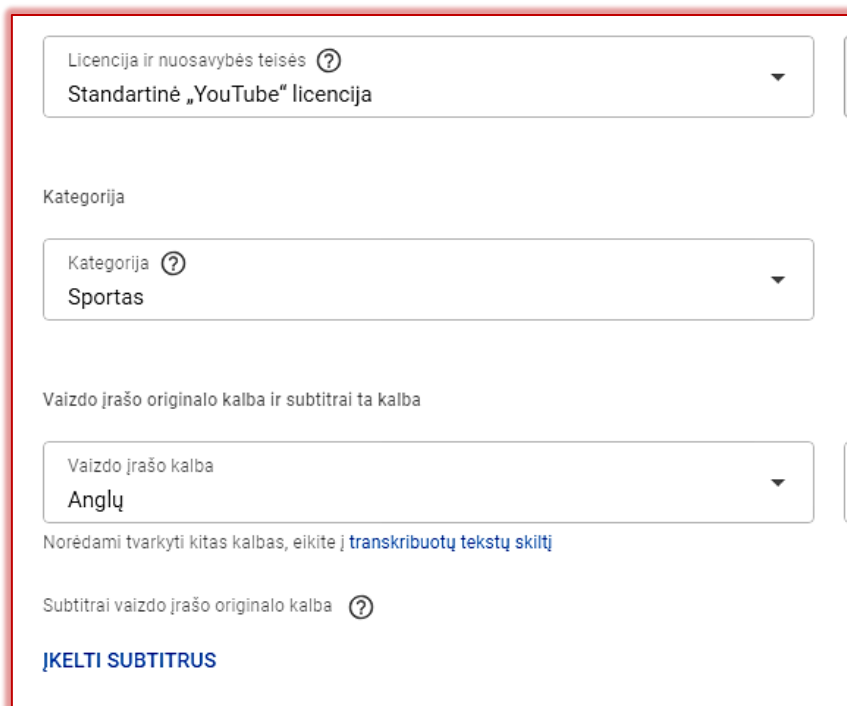 Licencija ir nuosavybės teisės
Standartinė „YouTube“ licencija
Kategorija
Kategorija
Sportas
Vaizdo įrašo originalo kalba ir subtitrai ta kalba
Vaizdo įrašo kalba
Anglų
Norėdami tvarkyti kitas kalbas, eikite į transkribuotų tekstų skiltį
Subtitrai vaizdo įrašo originalo kalba
ĮKELTI SUBTITRUS